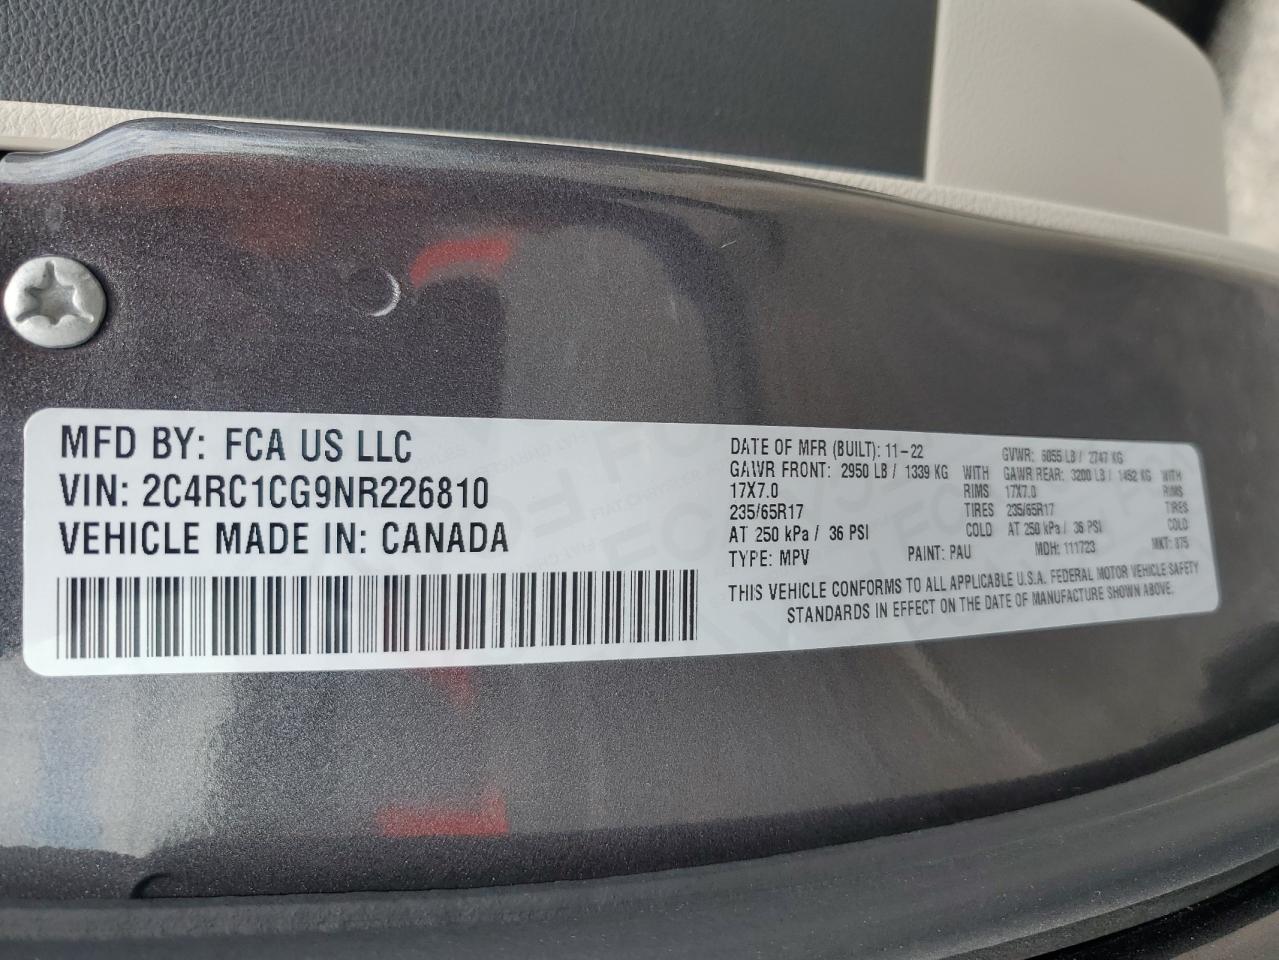 MFD BY: FCA US LLC
VIN: 2C4RC1CG9NR226810
VEHICLE MADE IN: CANADA
DATE OF MFR (BUILT): 11-22 GVWR: 6055 LB / 2747 KG
GAWR FRONT: 2950 LB / 1339 KG WITH GAWR REAR: 3200 LB / 1452 KG WITH
17X7.0 RIMS 17X7.0 RIMS
235/65R17 TIRES 235/65R17 TIRES
AT 250 kPa / 36 PSI COLD AT 250 kPa / 36 PSI COLD
TYPE: MPV PAINT: PAU MDH: 111723 MKT: 875
THIS VEHICLE CONFORMS TO ALL APPLICABLE U.S.A. FEDERAL MOTOR VEHICLE SAFETY
STANDARDS IN EFFECT ON THE DATE OF MANUFACTURE SHOWN ABOVE.